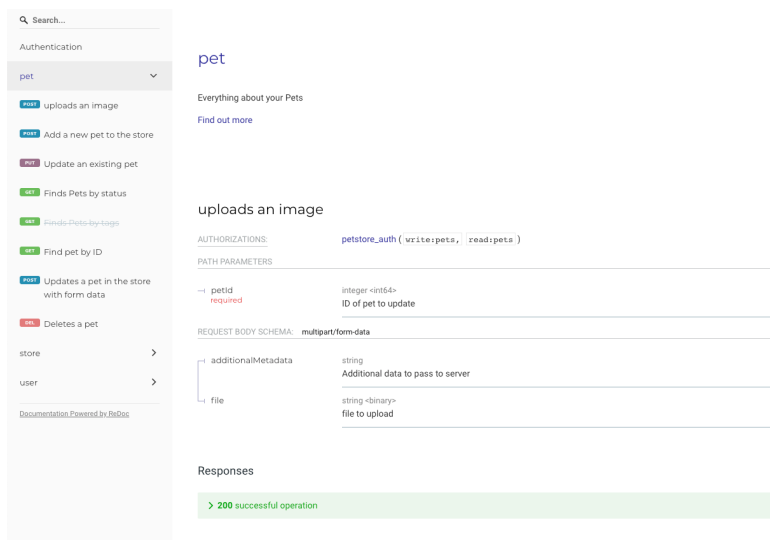 Search...
Authentication
pet
POST uploads an image
POST Add a new pet to the store
PUT Update an existing pet
GET Finds Pets by status
GET Finds Pets by tags
GET Find pet by ID
POST Updates a pet in the store
with form data
DEL Deletes a pet
store
user
Documentation Powered by ReDoc
pet
Everything about your Pets
Find out more
uploads an image
AUTHORIZATIONS: petstore_auth ( write:pets, read:pets )
PATH PARAMETERS
petId integer <int64>
required ID of pet to update
REQUEST BODY SCHEMA: multipart/form-data
additionalMetadata string
Additional data to pass to server
file string <binary>
file to upload
Responses
200 successful operation